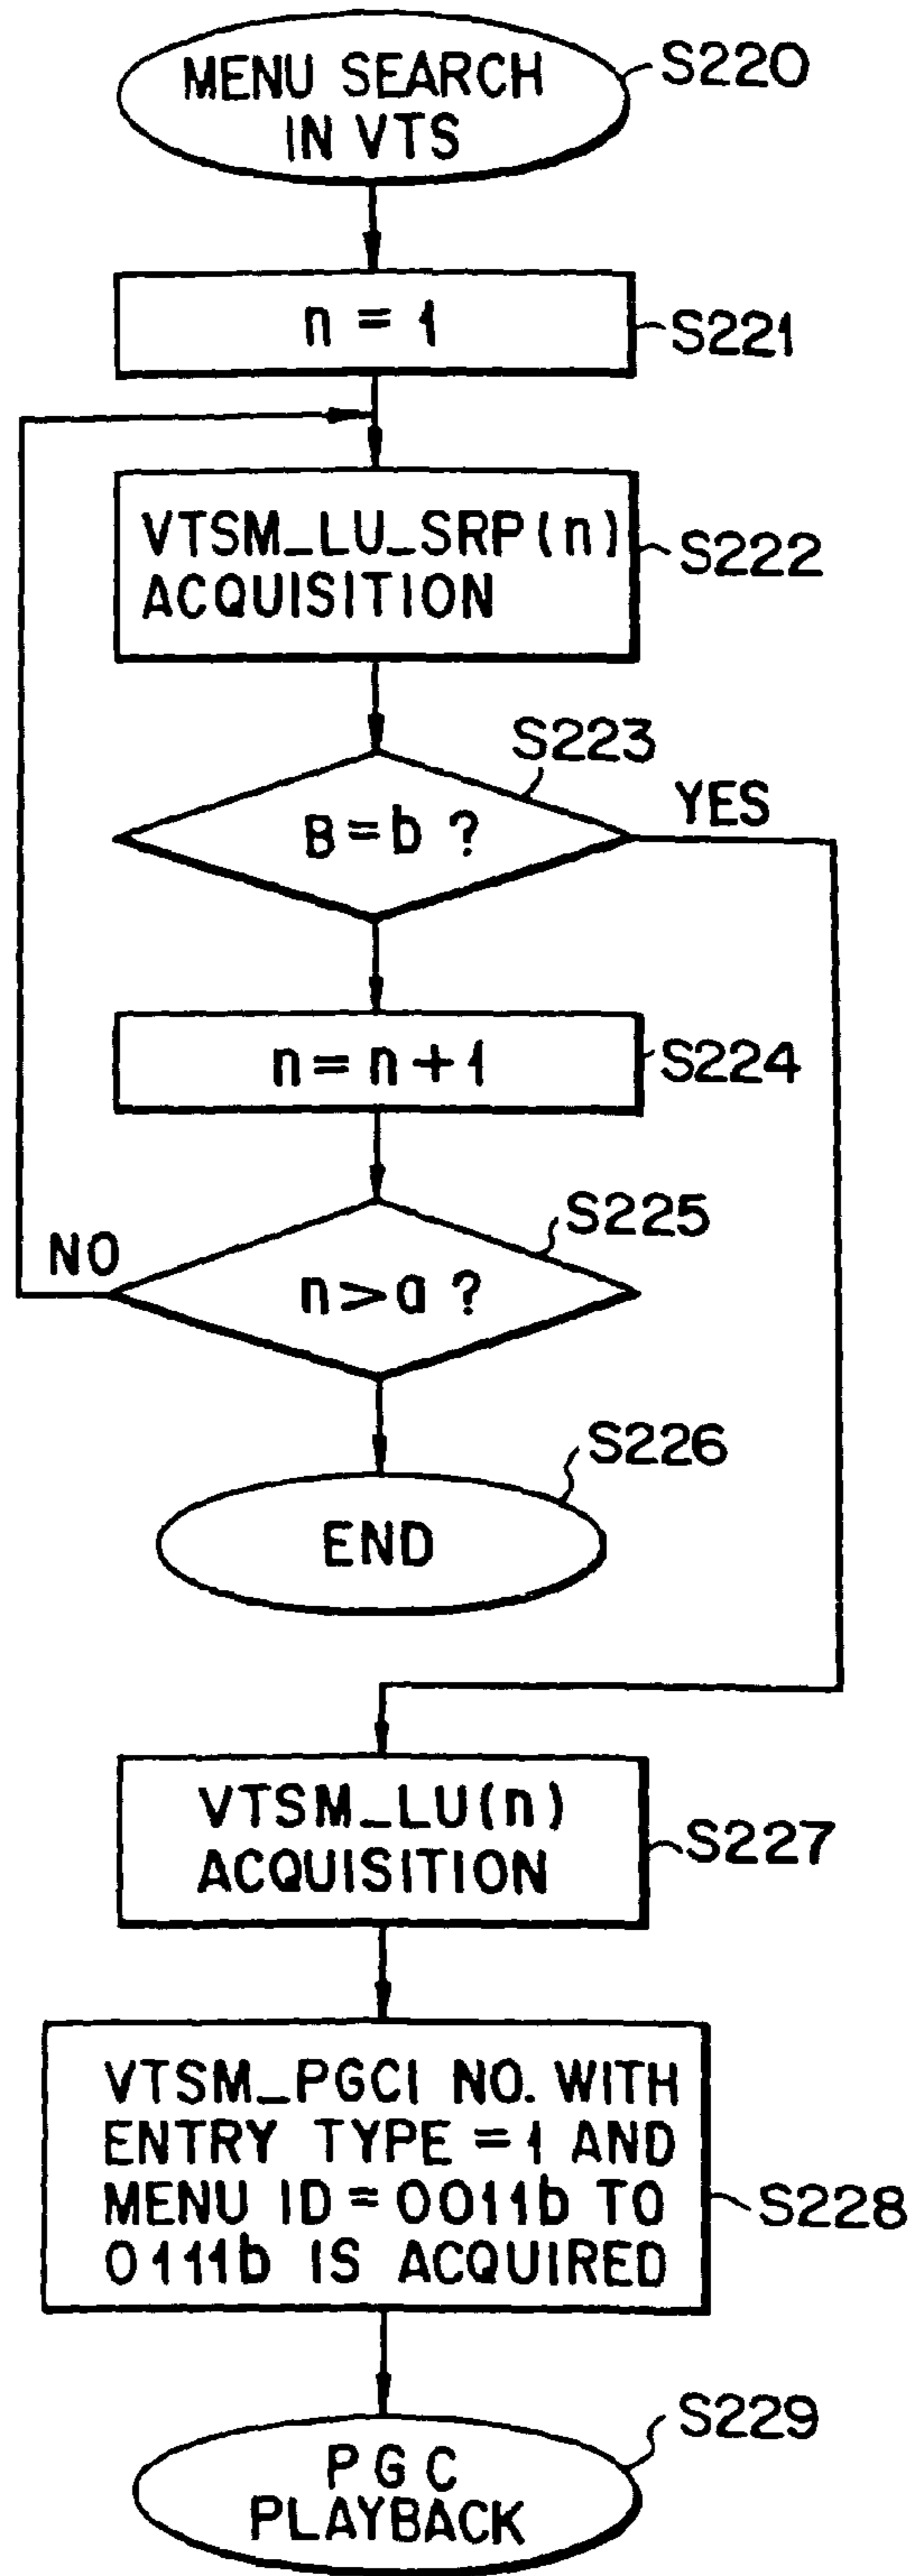 MENU SEARCH
IN VTS
S220
n = 1
S221
VTSM_LU_SRP(n)
ACQUISITION
S222
S223
B=b ?
YES
n=n+1
S224
S225
NO
n>a ?
S226
END
VTSM_LU(n)
ACQUISITION
S227
VTSM_PGCI NO. WITH
ENTRY TYPE =1 AND
MENU ID=0011b TO
0111b IS ACQUIRED
S228
S229
PGC
PLAYBACK